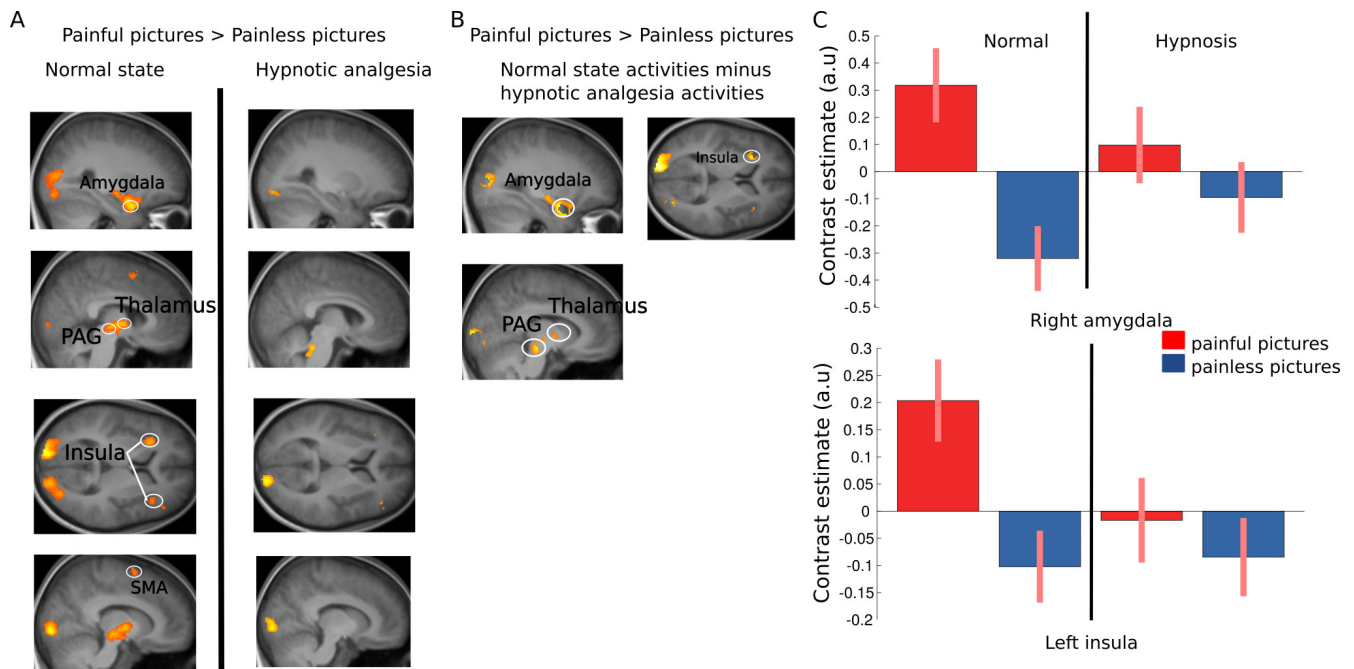 A
Painful pictures > Painless pictures
Normal state
Hypnotic analgesia
Amygdala
Thalamus
PAG
Insula
SMA
B
Painful pictures > Painless pictures
Normal state activities minus
hypnotic analgesia activities
Amygdala
Insula
Thalamus
PAG
C
Normal
Hypnosis
Contrast estimate (a.u)
0.5
0.4
0.3
0.2
0.1
0
-0.1
-0.2
-0.3
-0.4
-0.5
Right amygdala
painful pictures
painless pictures
Contrast estimate (a.u)
0.3
0.25
0.2
0.15
0.1
0.05
0
-0.05
-0.1
-0.15
-0.2
Left insula